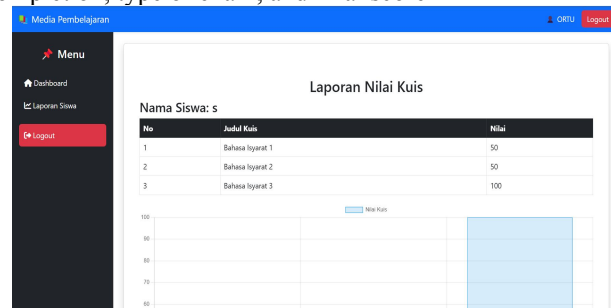 Media Pembelajaran
ORTU Logout
Menu
Dashboard
Laporan Siswa
Logout
Laporan Nilai Kuis
Nama Siswa: s
No Judul Kuis Nilai
1 Bahasa Isyarat 1 50
2 Bahasa Isyarat 2 50
3 Bahasa Isyarat 3 100
Nilai Kuis
100
90
80
70
60